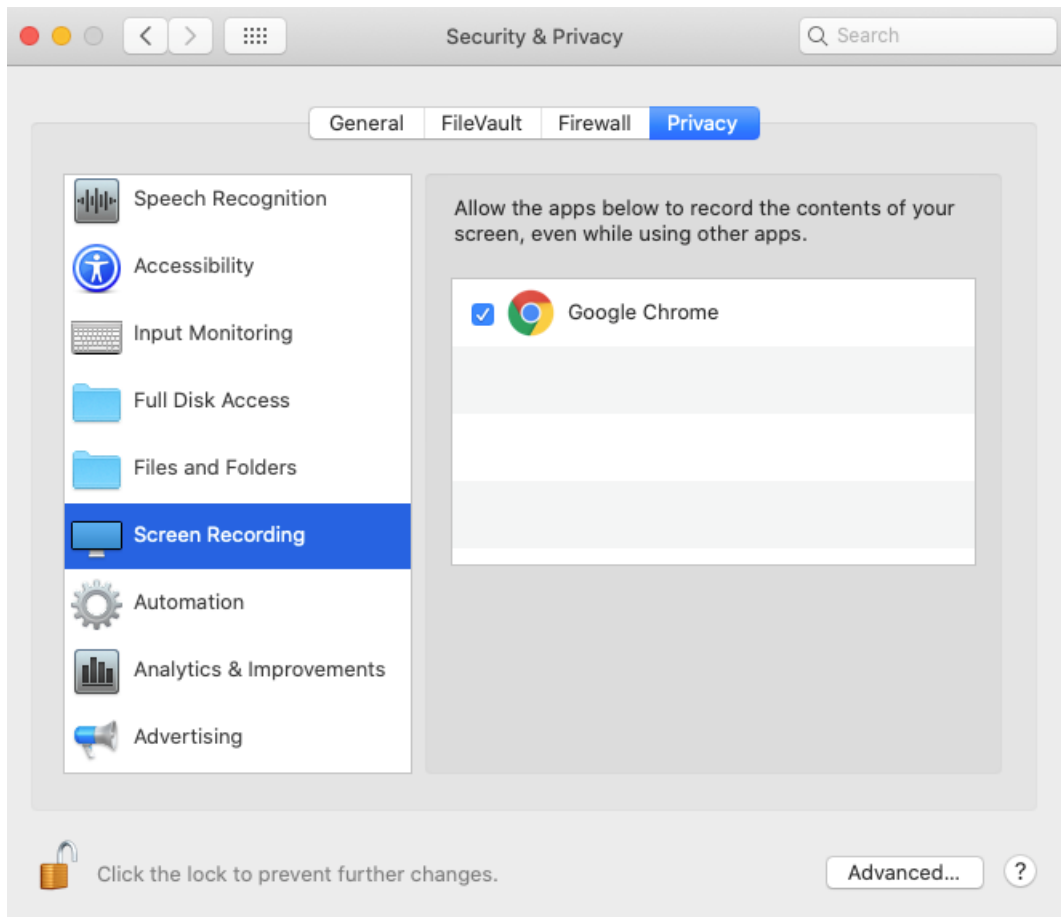 Security & Privacy
Search
General
FileVault
Firewall
Privacy
Speech Recognition
Accessibility
Input Monitoring
Full Disk Access
Files and Folders
Screen Recording
Automation
Analytics & Improvements
Advertising
Allow the apps below to record the contents of your
screen, even while using other apps.
Google Chrome
Click the lock to prevent further changes.
Advanced...
?